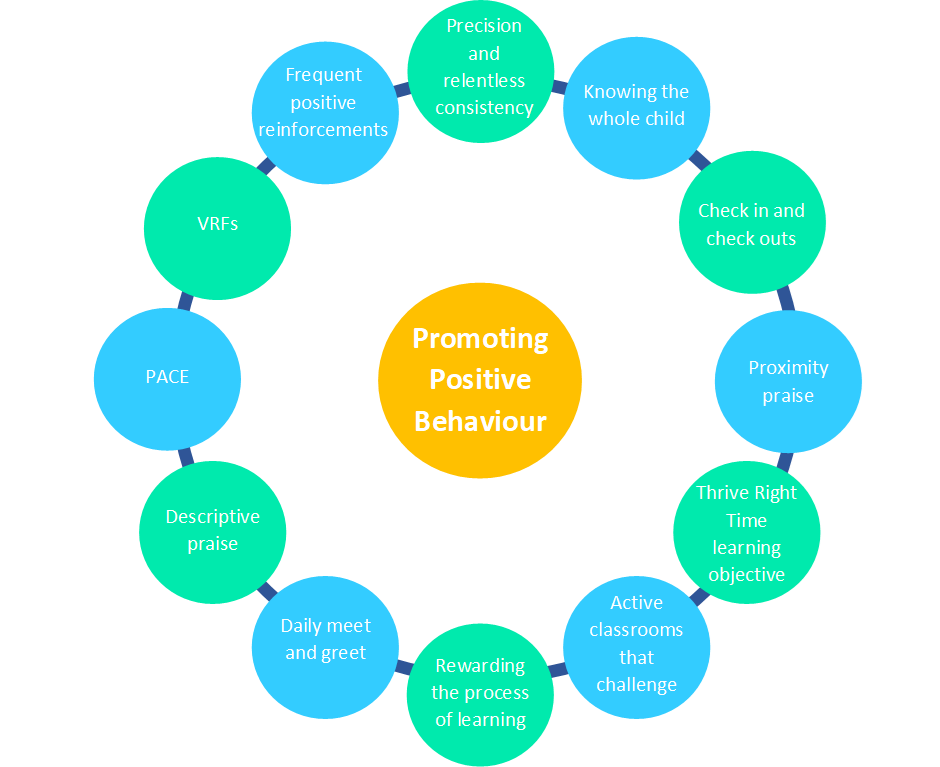 Promoting
Positive
Behaviour
Precision
and
relentless
consistency
Knowing the
whole child
Check in and
check outs
Proximity
praise
Thrive Right
Time
learning
objective
Active
classrooms
that
challenge
Rewarding
the process
of learning
Daily meet
and greet
Descriptive
praise
PACE
VRFs
Frequent
positive
reinforcements